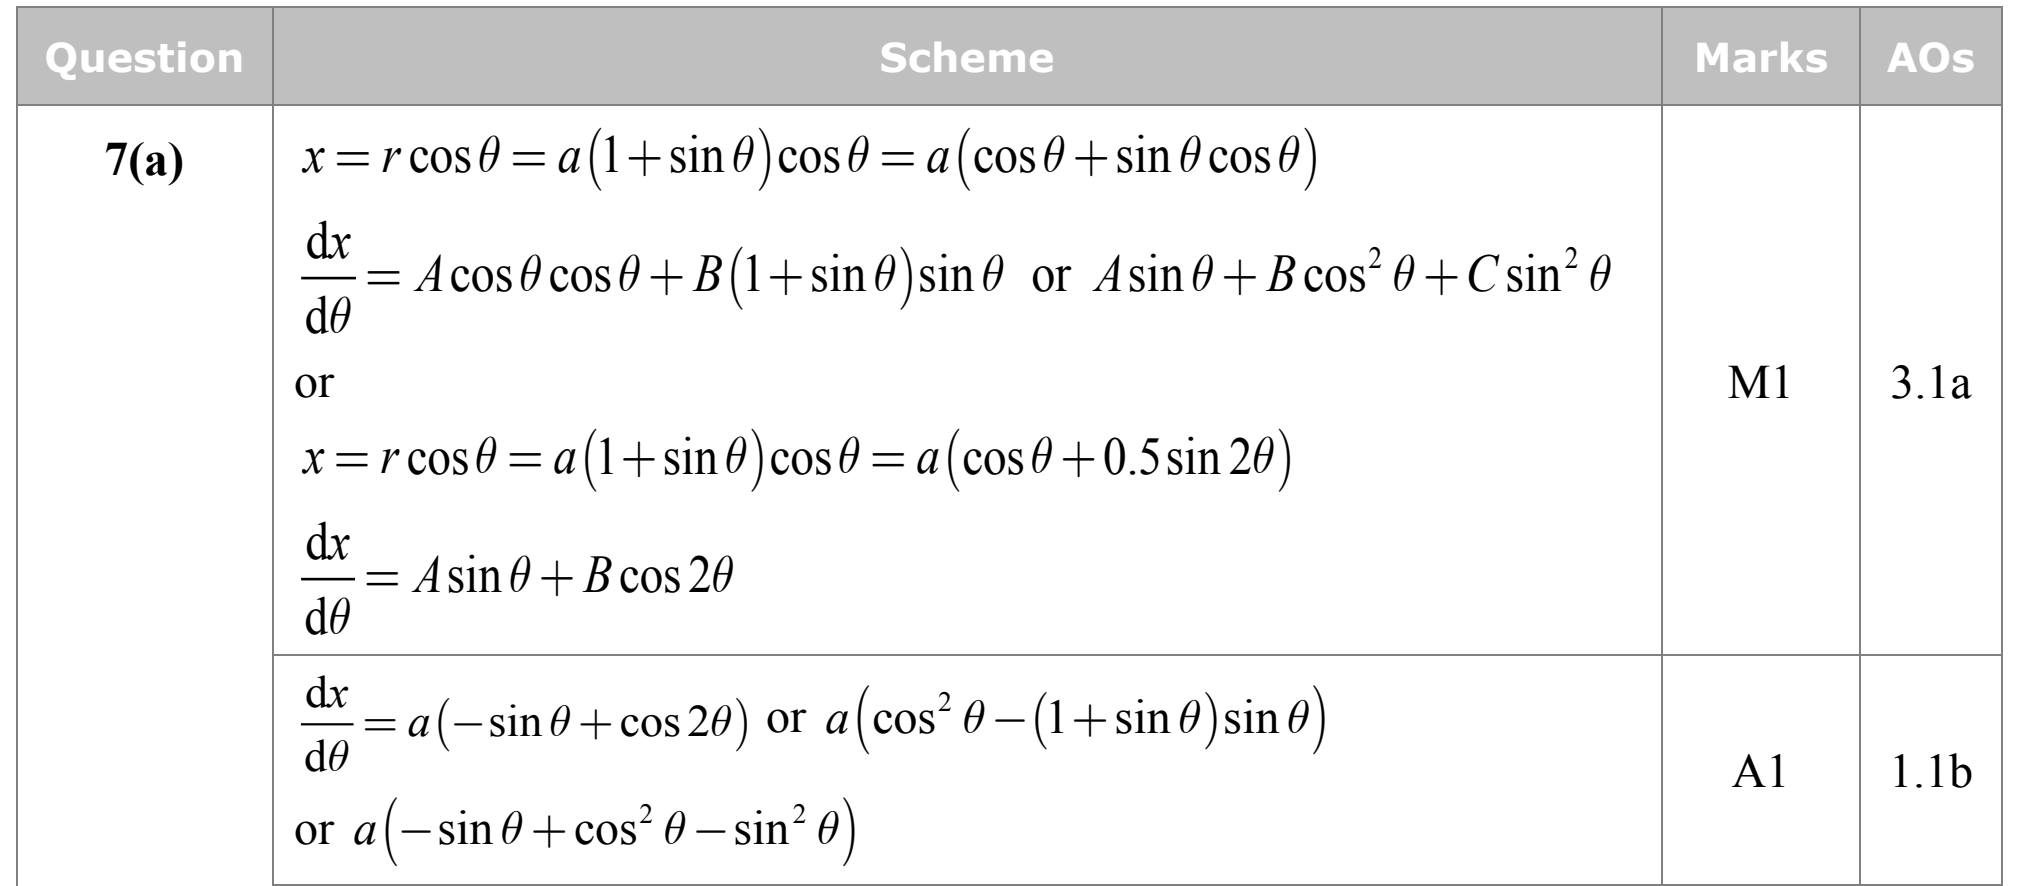 Question Scheme Marks AOs
7(a) x = r cos θ = a(1 + sin θ)cos θ = a(cos θ + sin θ cos θ)
dx/dθ = A cos θ cos θ + B(1 + sin θ)sin θ or A sin θ + B cos² θ + C sin² θ
or M1 3.1a
x = r cos θ = a(1 + sin θ)cos θ = a(cos θ + 0.5 sin 2θ)
dx/dθ = A sin θ + B cos 2θ
dx/dθ = a(−sin θ + cos 2θ) or a(cos² θ − (1 + sin θ)sin θ) A1 1.1b
or a(−sin θ + cos² θ − sin² θ)